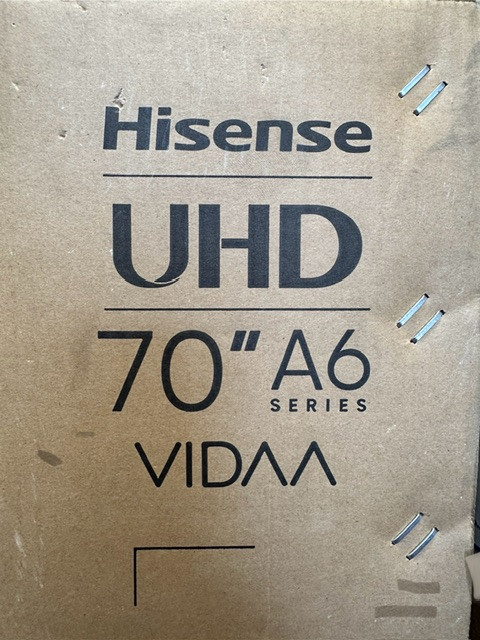 Hisense
UHD
70" A6
SERIES
VIDAA